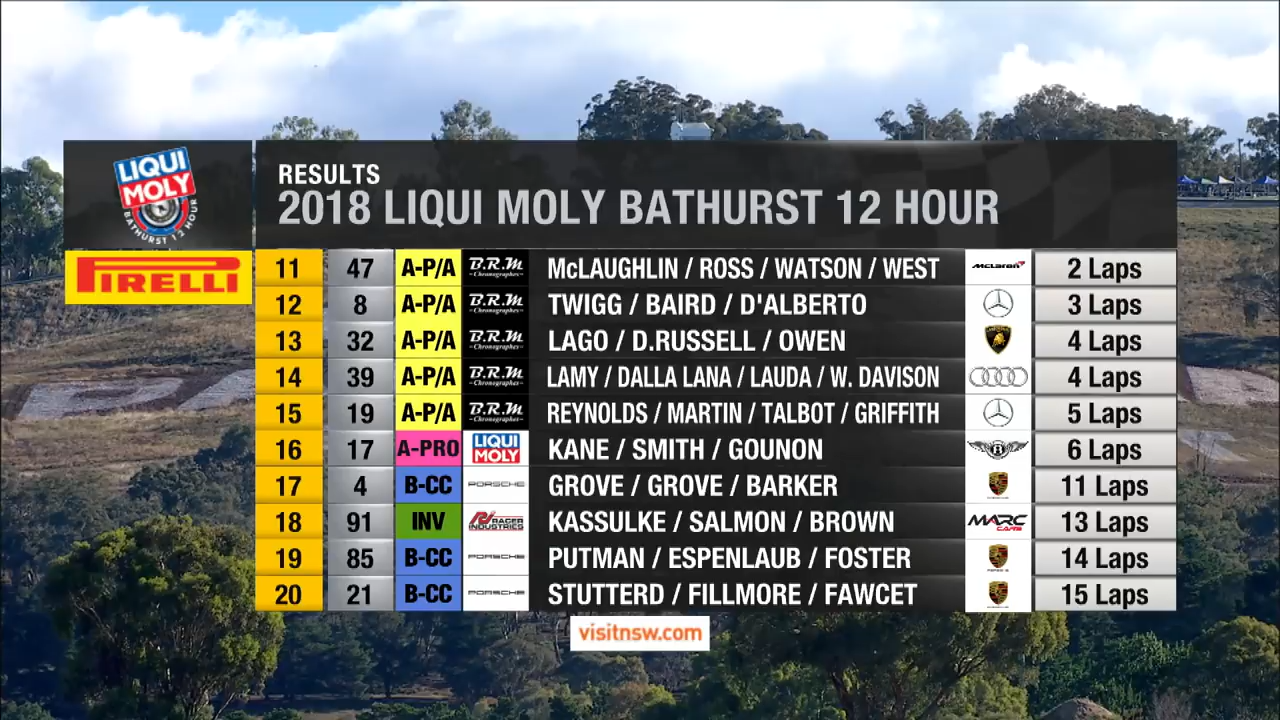 LIQUI
MOLY
BATHURST 12 HOUR
RESULTS
2018 LIQUI MOLY BATHURST 12 HOUR
PIRELLI
11 47 A-P/A B.R.M Chronographes McLAUGHLIN / ROSS / WATSON / WEST McLaren 2 Laps
12 8 A-P/A B.R.M Chronographes TWIGG / BAIRD / D'ALBERTO 3 Laps
13 32 A-P/A B.R.M Chronographes LAGO / D.RUSSELL / OWEN 4 Laps
14 39 A-P/A B.R.M Chronographes LAMY / DALLA LANA / LAUDA / W. DAVISON 4 Laps
15 19 A-P/A B.R.M Chronographes REYNOLDS / MARTIN / TALBOT / GRIFFITH 5 Laps
16 17 A-PRO LIQUI MOLY KANE / SMITH / GOUNON B 6 Laps
17 4 B-CC PORSCHE GROVE / GROVE / BARKER 11 Laps
18 91 INV RACER INDUSTRIES KASSULKE / SALMON / BROWN MARC CARS 13 Laps
19 85 B-CC PORSCHE PUTMAN / ESPENLAUB / FOSTER 14 Laps
20 21 B-CC PORSCHE STUTTERD / FILLMORE / FAWCET 15 Laps
visitnsw.com